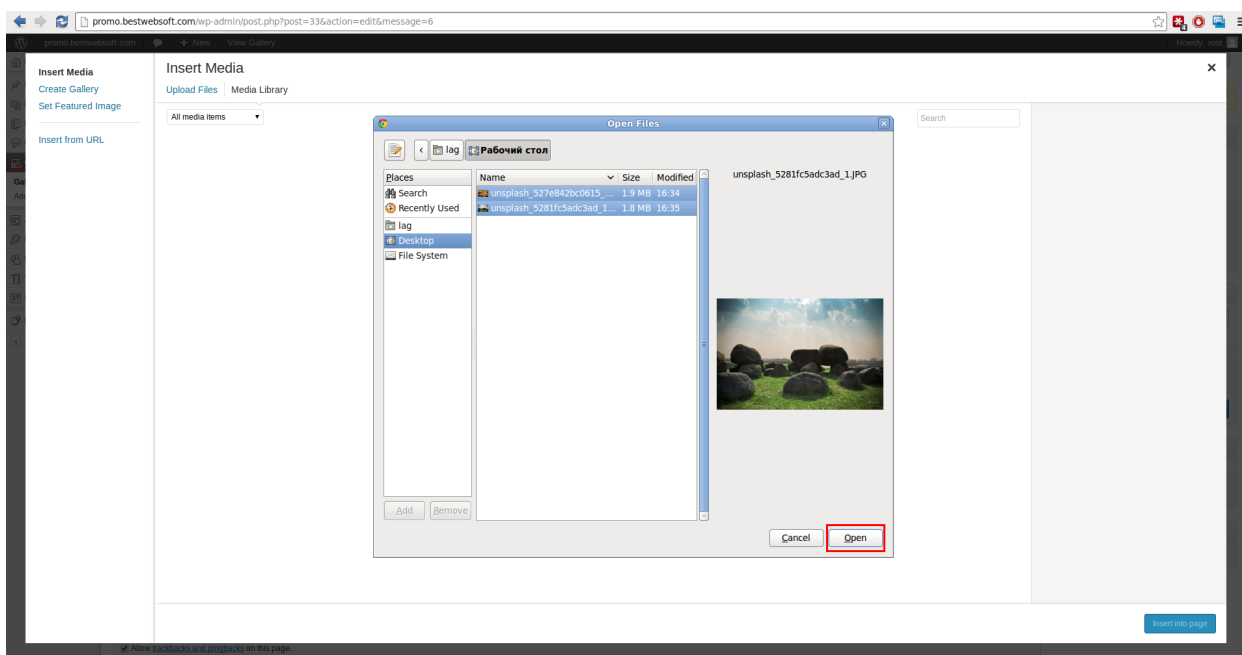 promo.bestwebsoft.com/wp-admin/post.php?post=33&action=edit&message=6
promo.bestwebsoft.com + New View Gallery Howdy, root
Insert Media
Create Gallery
Set Featured Image
Insert from URL
Insert Media
Upload Files Media Library
All media items
Search
Open Files
lag Рабочий стол
Places
Search
Recently Used
lag
Desktop
File System
Add Remove
Name Size Modified
unsplash_527e842bc0615_... 1.9 MB 16:34
unsplash_5281fc5adc3ad_1... 1.8 MB 16:35
unsplash_5281fc5adc3ad_1.JPG
Cancel Open
Insert into page
Allow trackbacks and pingbacks on this page.